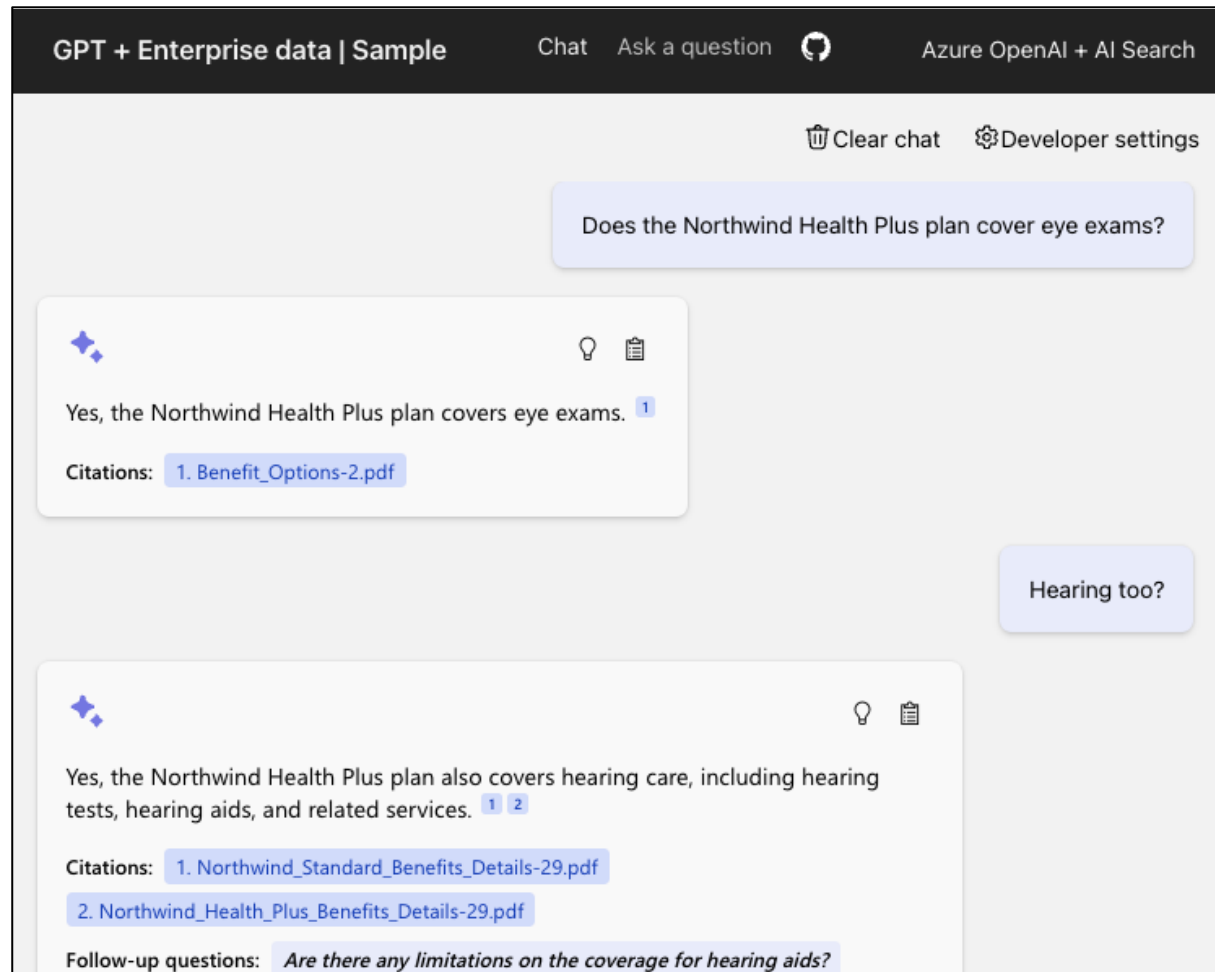 GPT + Enterprise data | Sample
Chat
Ask a question
Azure OpenAI + AI Search
Clear chat
Developer settings
Does the Northwind Health Plus plan cover eye exams?
Yes, the Northwind Health Plus plan covers eye exams. 1
Citations: 1. Benefit_Options-2.pdf
Hearing too?
Yes, the Northwind Health Plus plan also covers hearing care, including hearing
tests, hearing aids, and related services. 1 2
Citations: 1. Northwind_Standard_Benefits_Details-29.pdf
2. Northwind_Health_Plus_Benefits_Details-29.pdf
Follow-up questions: Are there any limitations on the coverage for hearing aids?